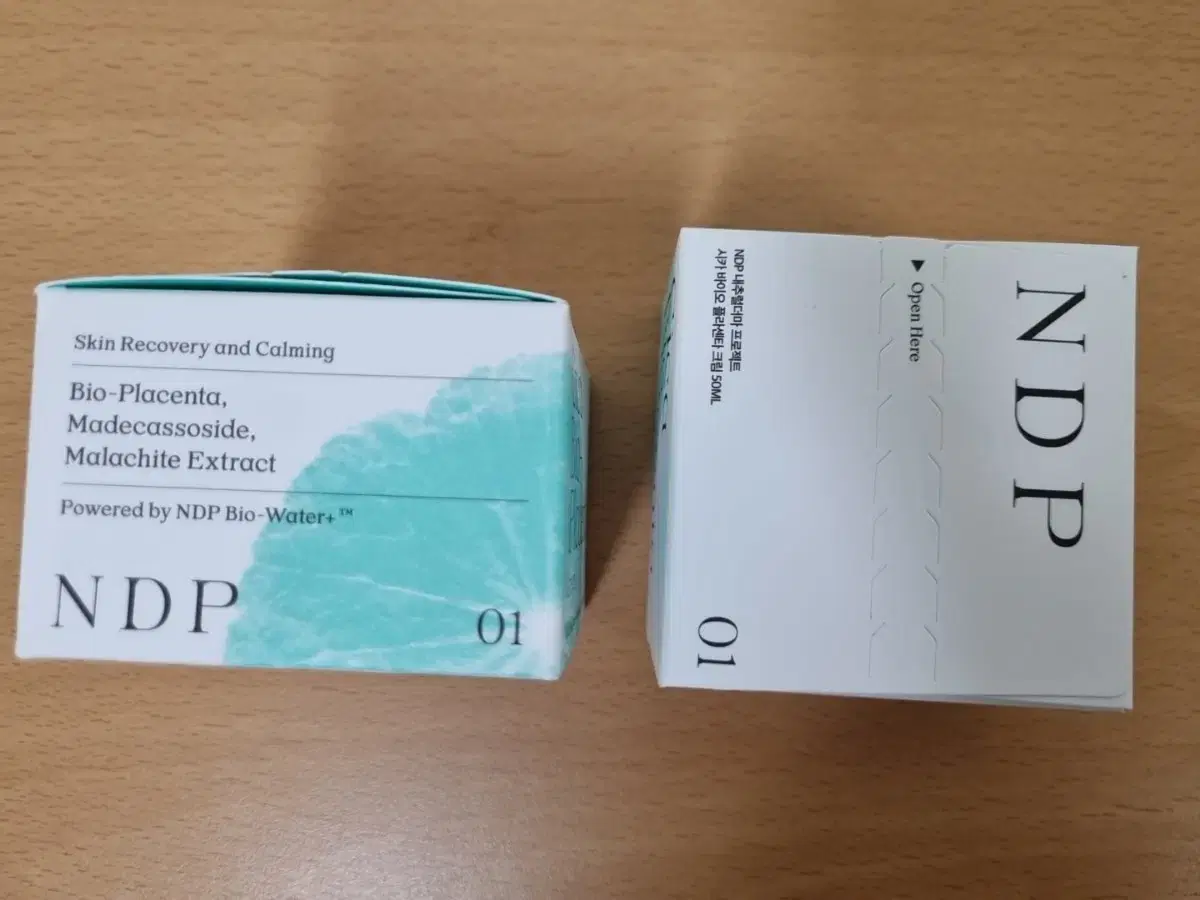 Skin Recovery and Calming
Bio-Placenta,
Madecassoside,
Malachite Extract
Powered by NDP Bio-Water+™
NDP
01
NDP
▶ Open Here
NDP 내추럴더마 프로젝트
시카 바이오 플라센타 크림 50ML
01